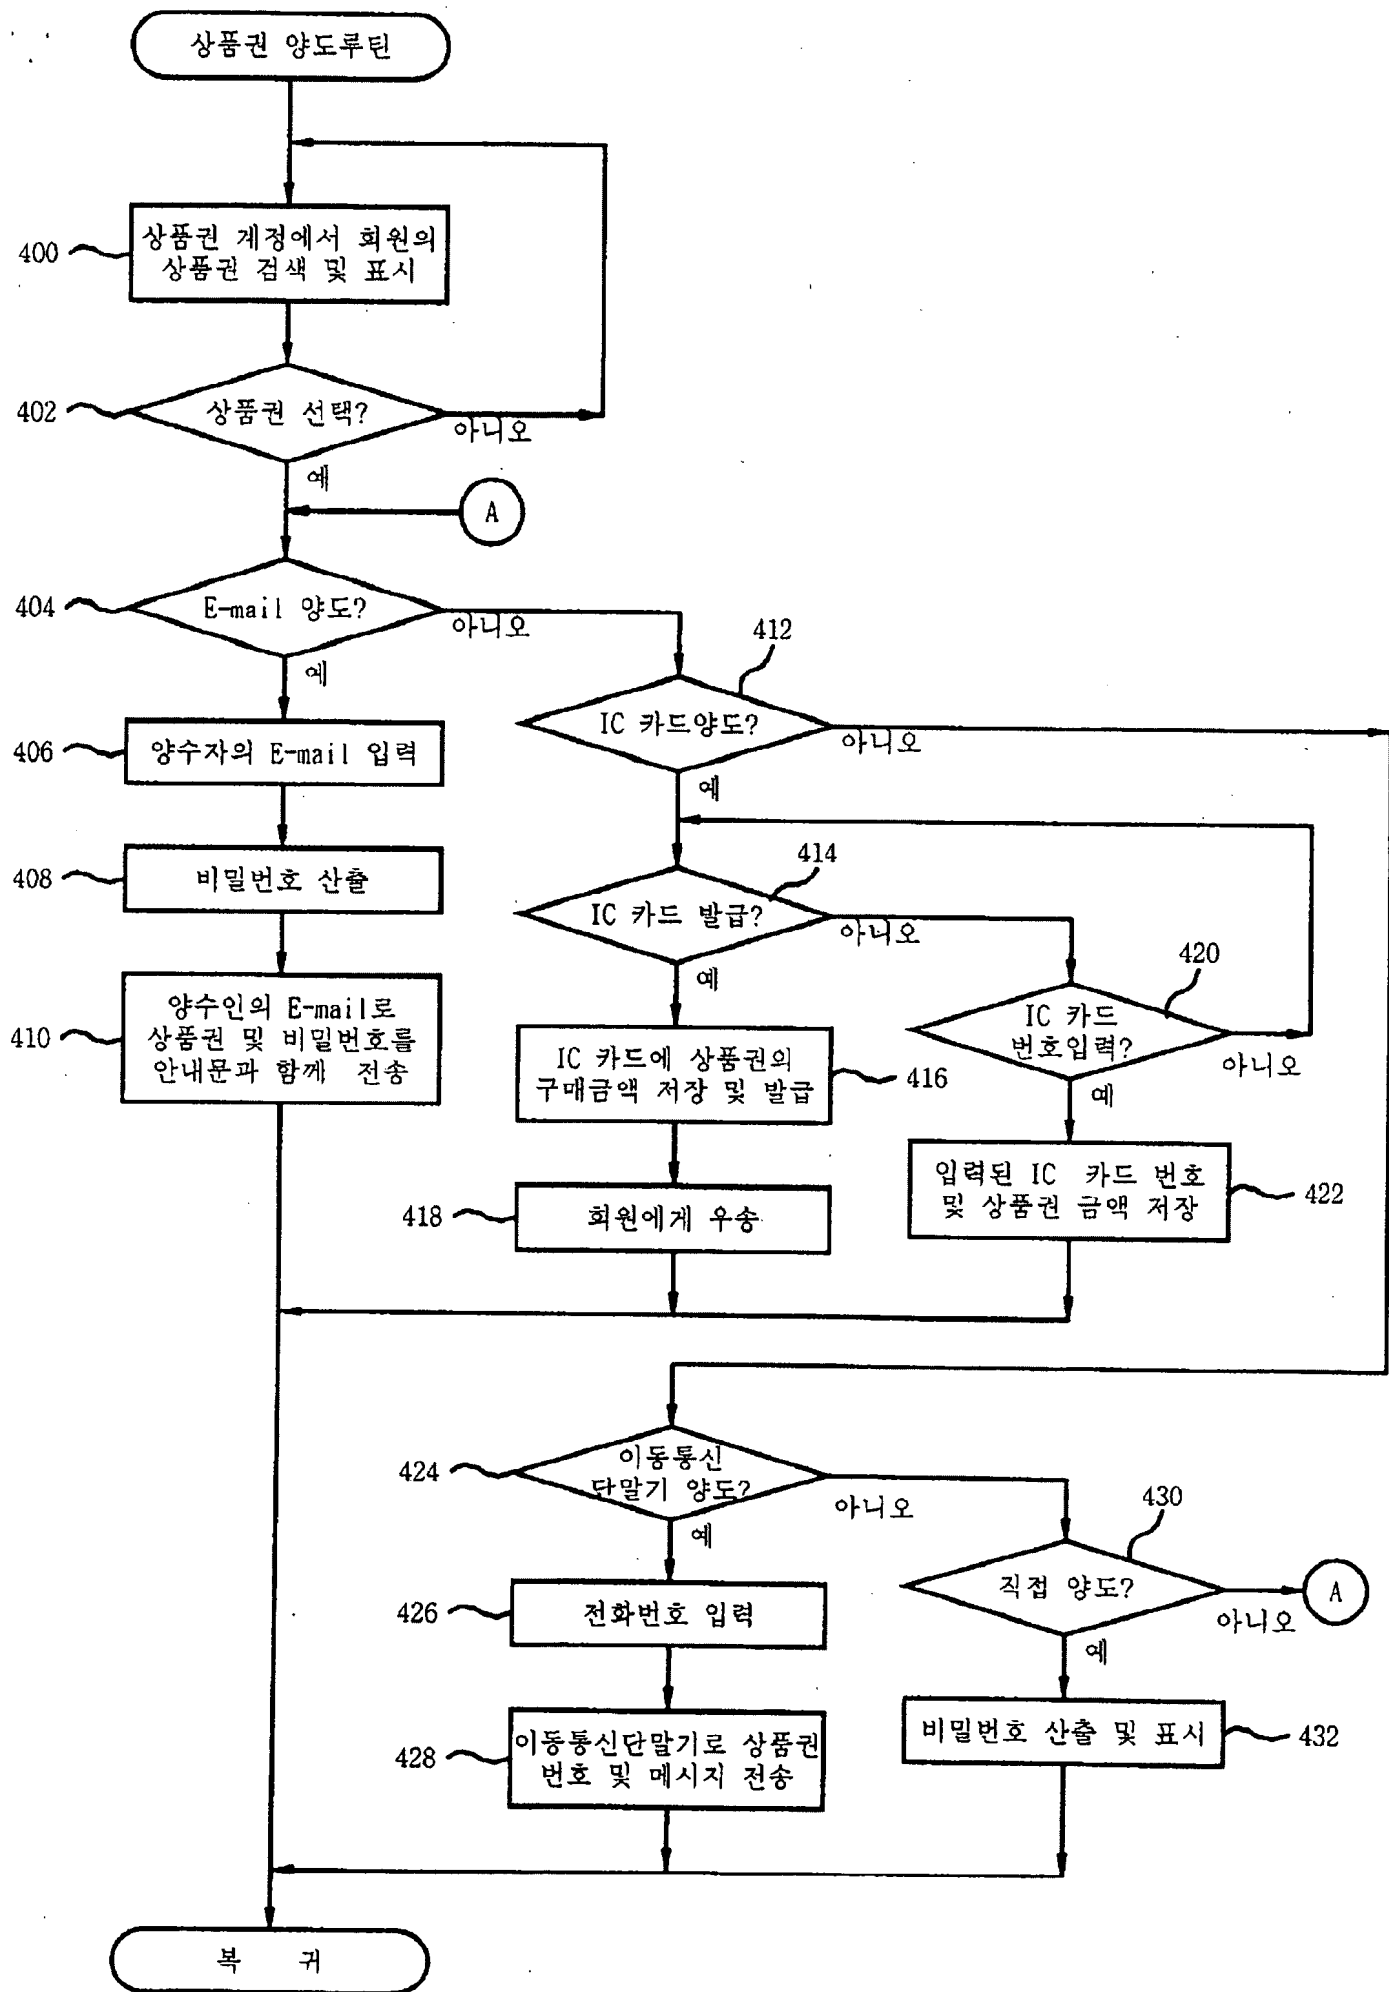 상품권 양도루틴
400
상품권 계정에서 회원의
상품권 검색 및 표시
402
상품권 선택?
아니오
예
A
404
E-mail 양도?
아니오
예
406
양수자의 E-mail 입력
408
비밀번호 산출
410
양수인의 E-mail로
상품권 및 비밀번호를
안내문과 함께 전송
412
IC 카드양도?
아니오
예
414
IC 카드 발급?
아니오
예
IC 카드에 상품권의
구매금액 저장 및 발급
416
418
회원에게 우송
420
IC 카드
번호입력?
아니오
예
입력된 IC 카드 번호
및 상품권 금액 저장
422
424
이동통신
단말기 양도?
아니오
예
426
전화번호 입력
428
이동통신단말기로 상품권
번호 및 메시지 전송
430
직접 양도?
아니오
A
예
비밀번호 산출 및 표시
432
복 귀